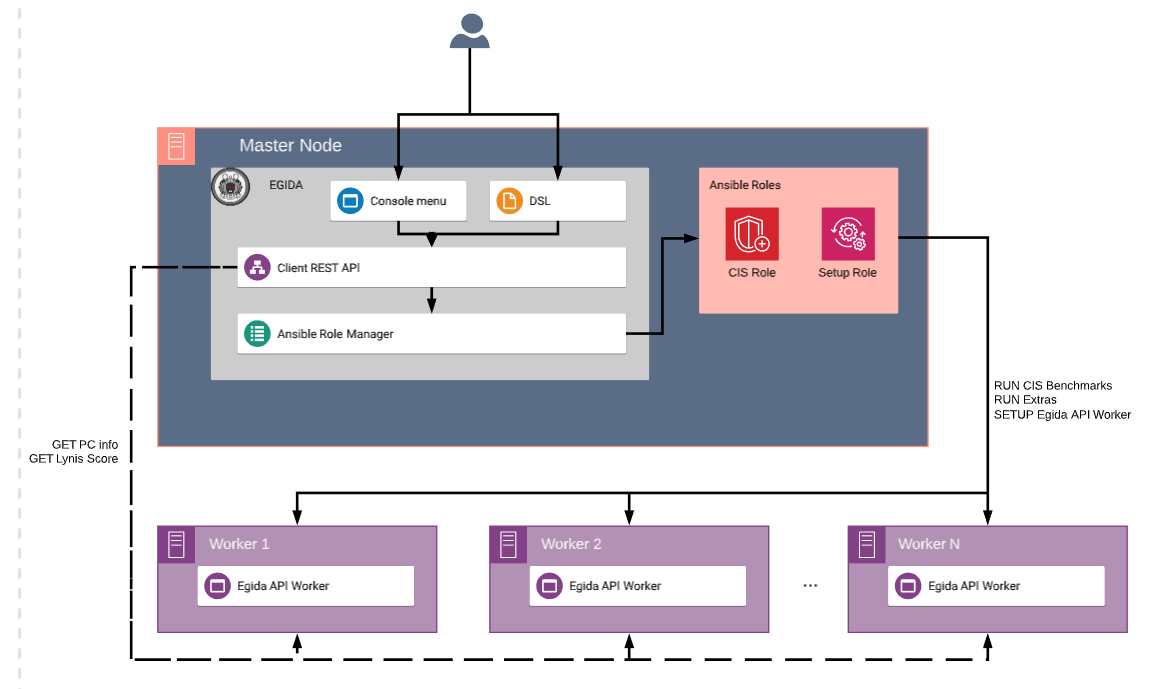 Master Node
EGIDA
Console menu
DSL
Client REST API
Ansible Role Manager
Ansible Roles
CIS Role
Setup Role
RUN CIS Benchmarks
RUN Extras
SETUP Egida API Worker
GET PC info
GET Lynis Score
Worker 1
Egida API Worker
Worker 2
Egida API Worker
...
Worker N
Egida API Worker